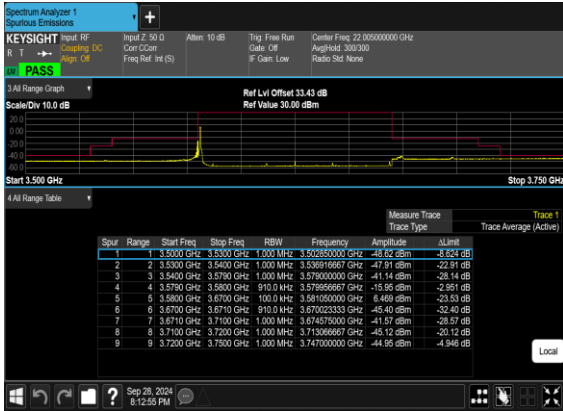 Spectrum Analyzer 1
Spurious Emissions
+
KEYSIGHT Input: RF Input Z: 50 Ω Atten: 10 dB Trig: Free Run Center Freq: 22.005000000 GHz
R T Coupling: DC Corr CCorr Gate: Off Avg|Hold: 300/300
Align: Off Freq Ref: Int (S) IF Gain: Low Radio Std: None
PASS
3 All Range Graph Ref Lvl Offset 33.43 dB
Scale/Div 10.0 dB Ref Value 30.00 dBm
20.0
0.00
-20.0
-40.0
-60.0
Start 3.500 GHz Stop 3.750 GHz
4 All Range Table
Measure Trace Trace 1
Trace Type Trace Average (Active)
Spur Range Start Freq Stop Freq RBW Frequency Amplitude ΔLimit
1 1 3.5000 GHz 3.5300 GHz 1.000 MHz 3.502850000 GHz -48.62 dBm -8.624 dB
2 2 3.5300 GHz 3.5400 GHz 1.000 MHz 3.536916667 GHz -47.91 dBm -22.91 dB
3 3 3.5400 GHz 3.5790 GHz 1.000 MHz 3.579000000 GHz -41.14 dBm -28.14 dB
4 4 3.5790 GHz 3.5800 GHz 910.0 kHz 3.579956667 GHz -15.95 dBm -2.951 dB
5 5 3.5800 GHz 3.6700 GHz 100.0 kHz 3.581050000 GHz 6.469 dBm -23.53 dB
6 6 3.6700 GHz 3.6710 GHz 910.0 kHz 3.670023333 GHz -45.40 dBm -32.40 dB
7 7 3.6710 GHz 3.7100 GHz 1.000 MHz 3.674575000 GHz -41.57 dBm -28.57 dB
8 8 3.7100 GHz 3.7200 GHz 1.000 MHz 3.713066667 GHz -45.12 dBm -20.12 dB
9 9 3.7200 GHz 3.7500 GHz 1.000 MHz 3.747000000 GHz -44.95 dBm -4.946 dB
Local
? Sep 28, 2024
8:12:55 PM